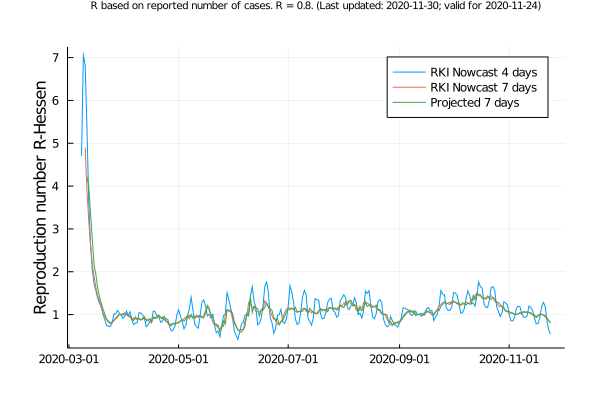 R based on reported number of cases. R = 0.8. (Last updated: 2020-11-30; valid for 2020-11-24)
Reproduction number R-Hessen
7
6
5
4
3
2
1
RKI Nowcast 4 days
RKI Nowcast 7 days
Projected 7 days
2020-03-01
2020-05-01
2020-07-01
2020-09-01
2020-11-01